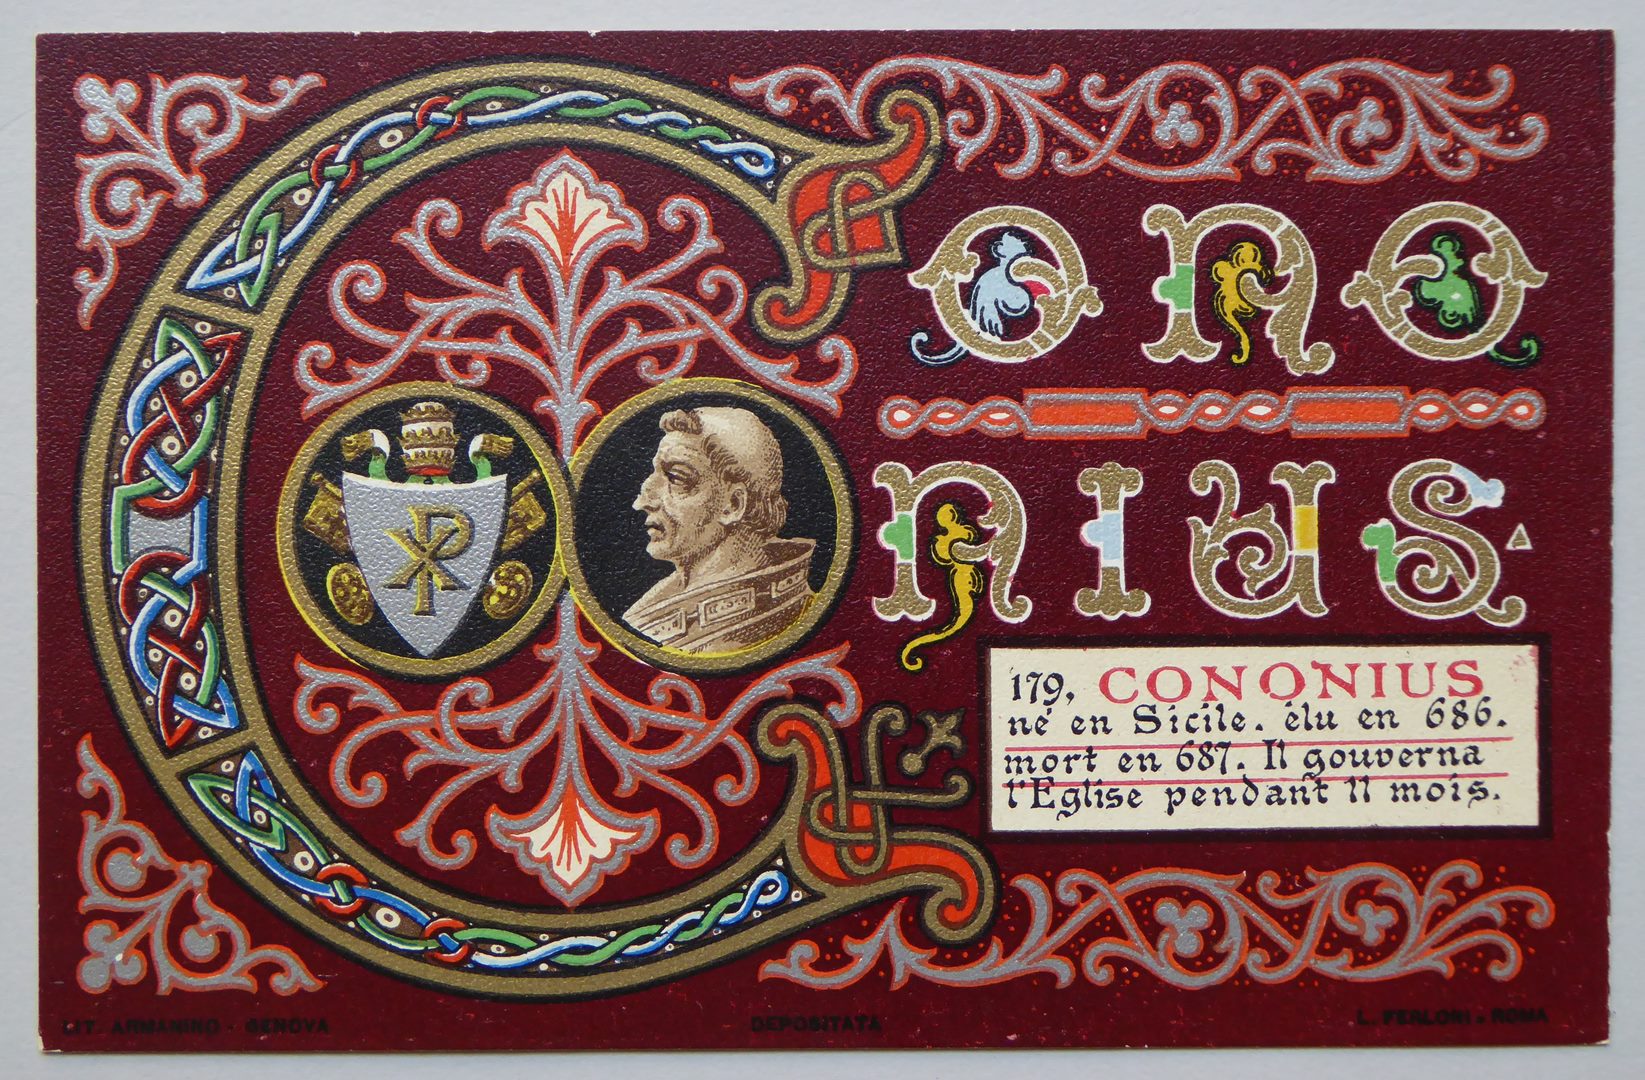 Cono
nius
179, CONONIUS
né en Sicile. élu en 686.
mort en 687. Il gouverna
l'Eglise pendant 11 mois.
LIT. ARMANINO - GENOVA
DEPOSITATA
L. FERLONI - ROMA